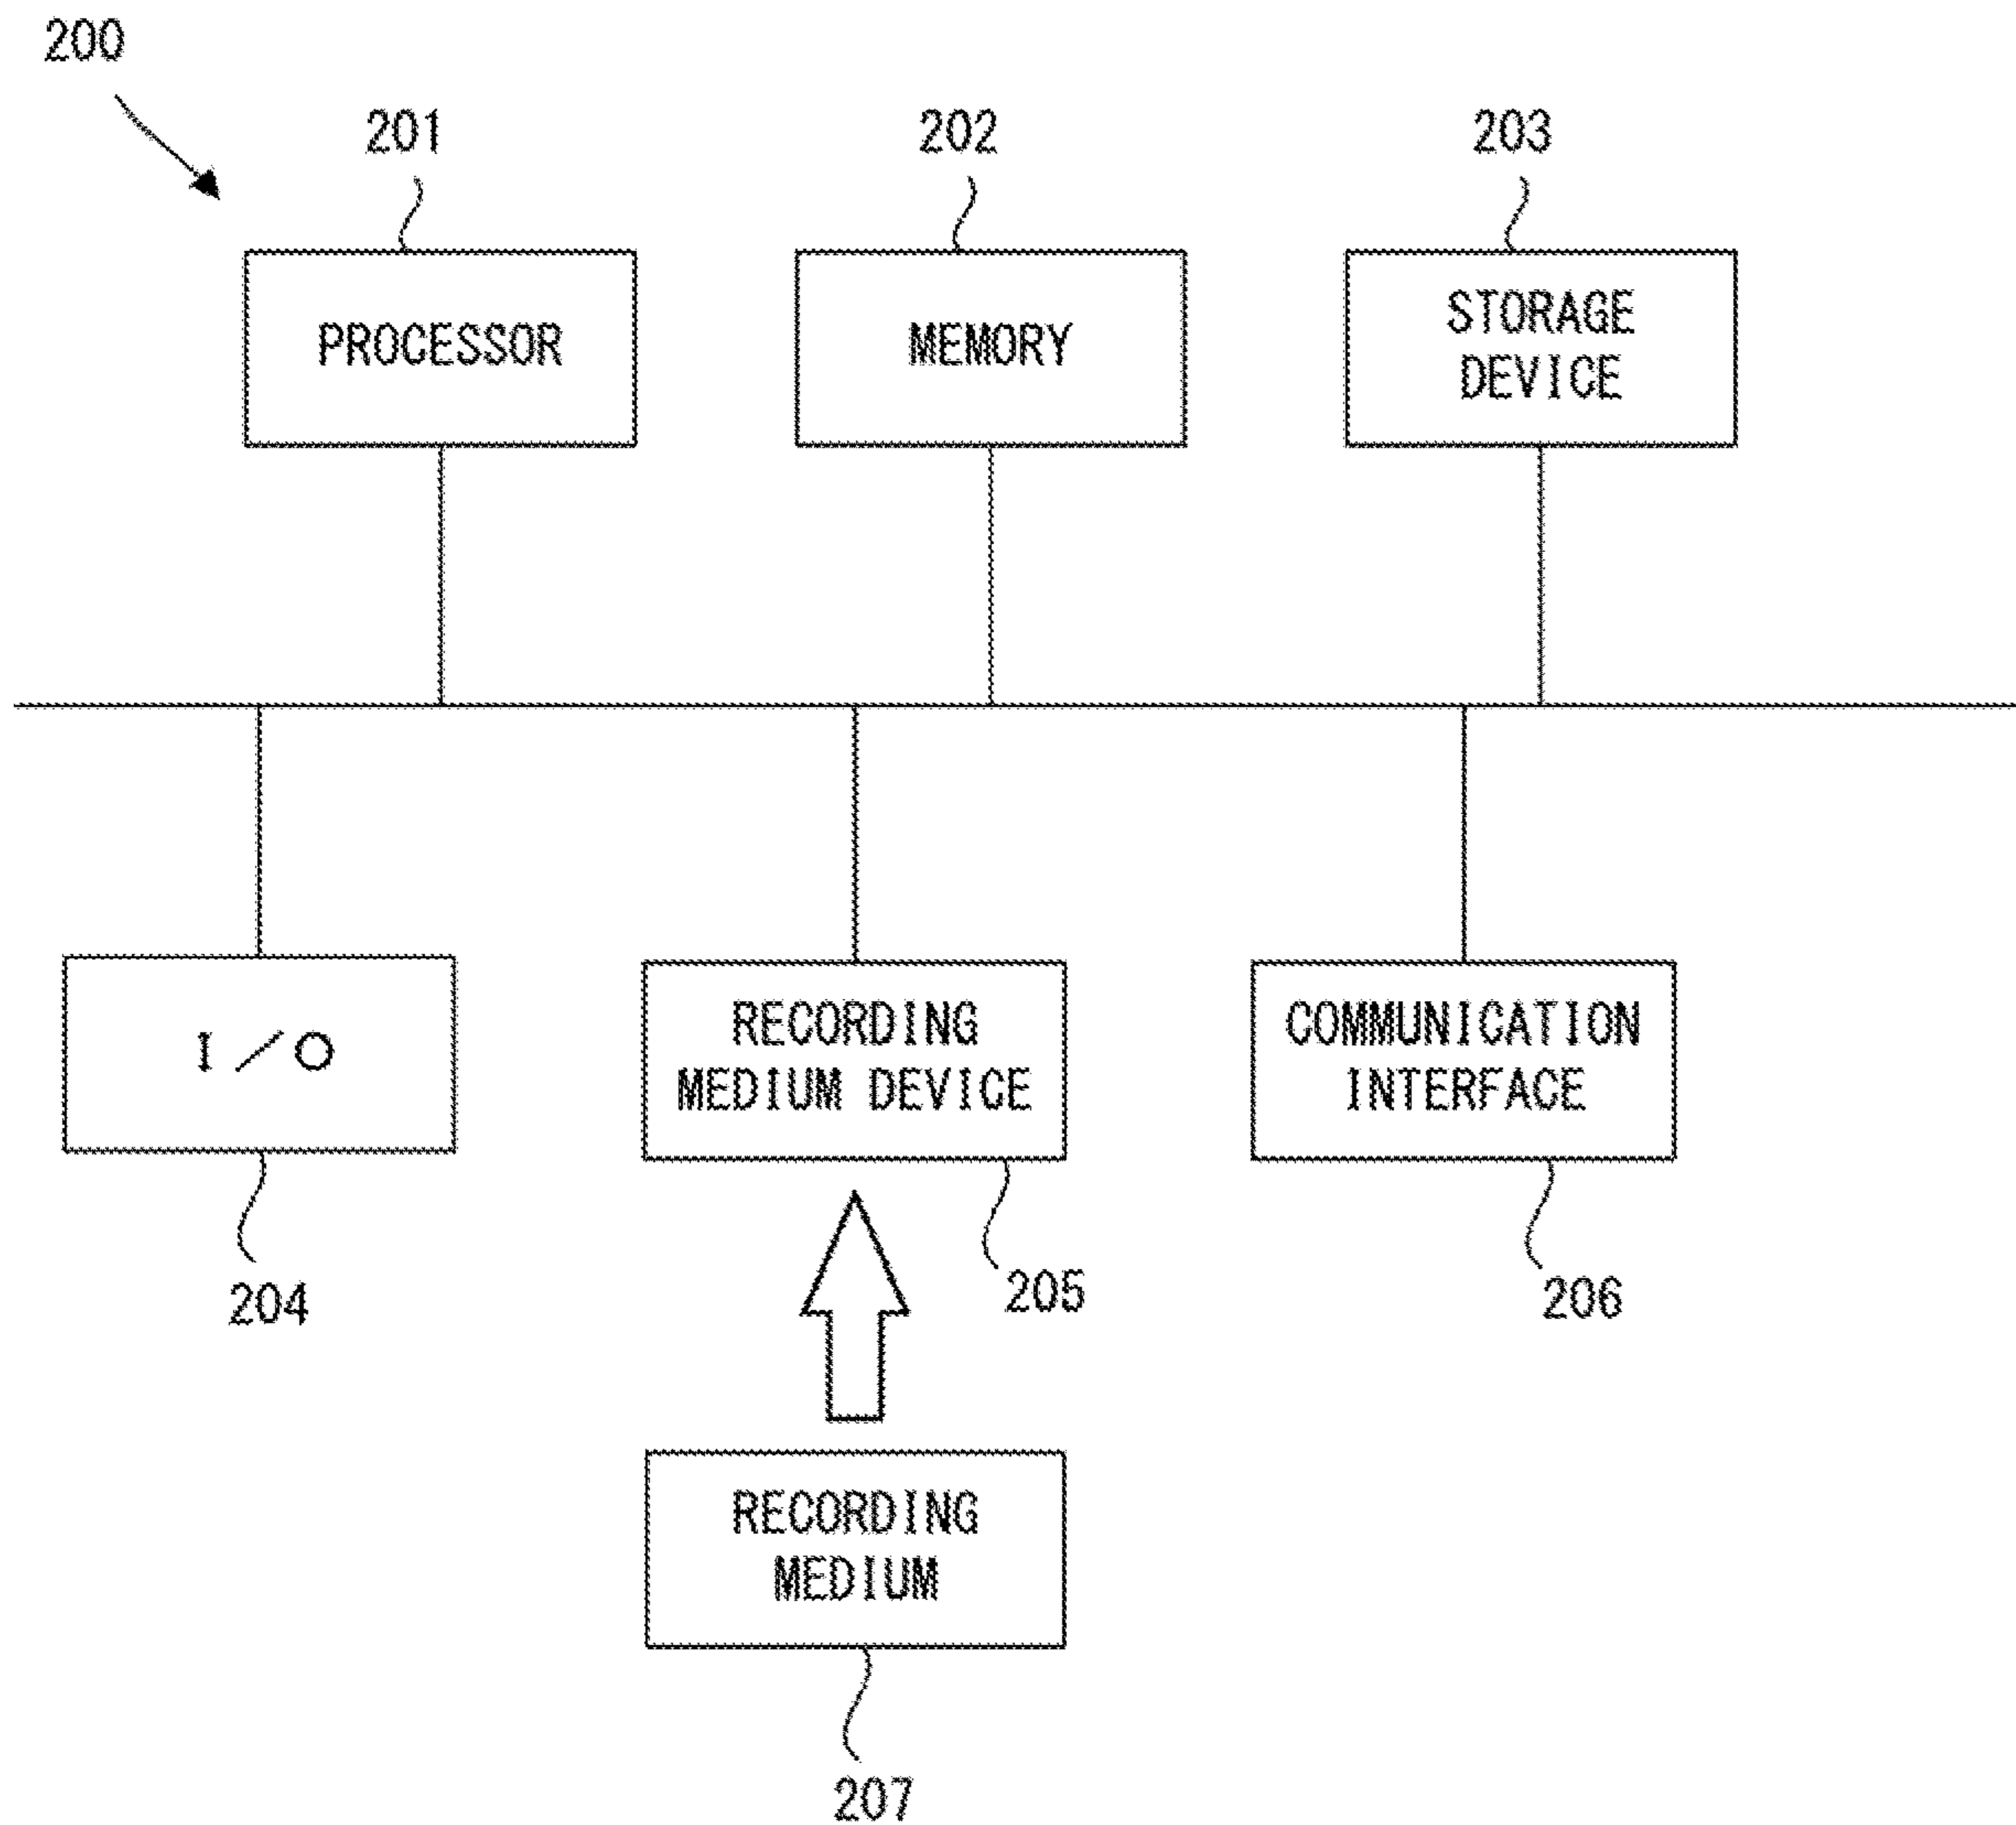 200
201
202
203
PROCESSOR
MEMORY
STORAGE
DEVICE
I/O
RECORDING
MEDIUM DEVICE
COMMUNICATION
INTERFACE
204
205
206
RECORDING
MEDIUM
207